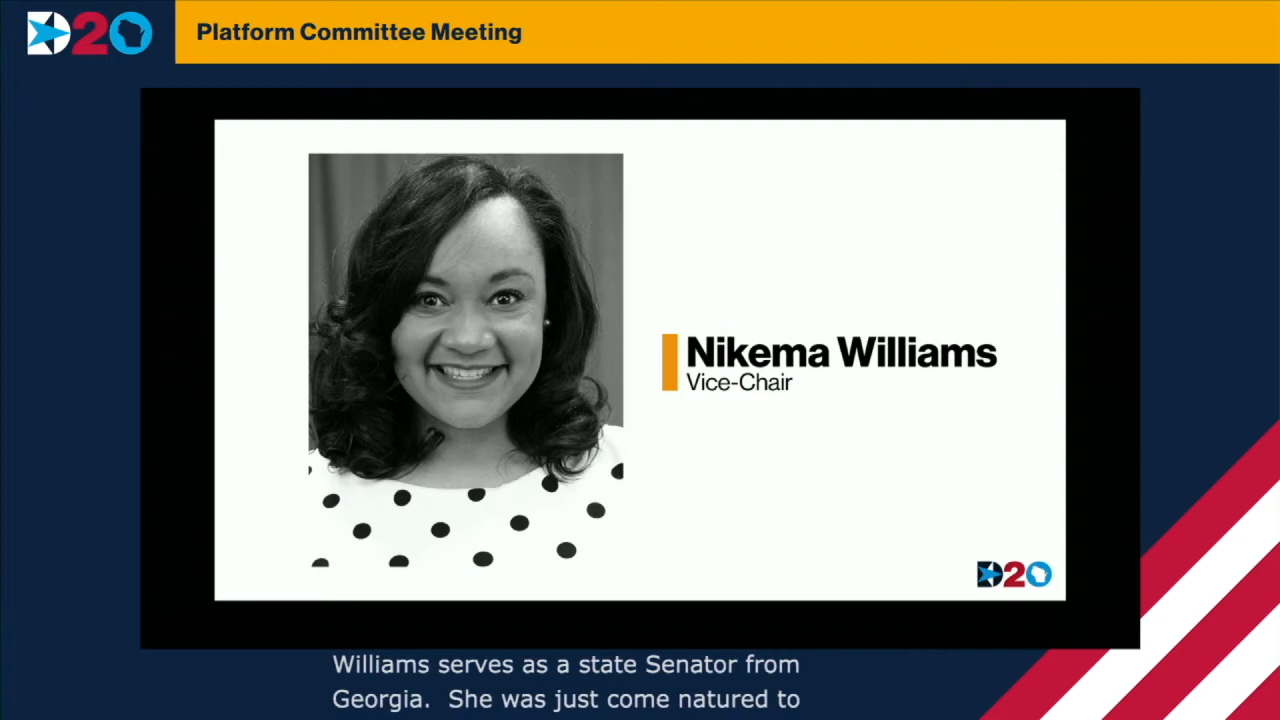 D20
Platform Committee Meeting
Nikema Williams
Vice-Chair
D20
Williams serves as a state Senator from
Georgia.  She was just come natured to